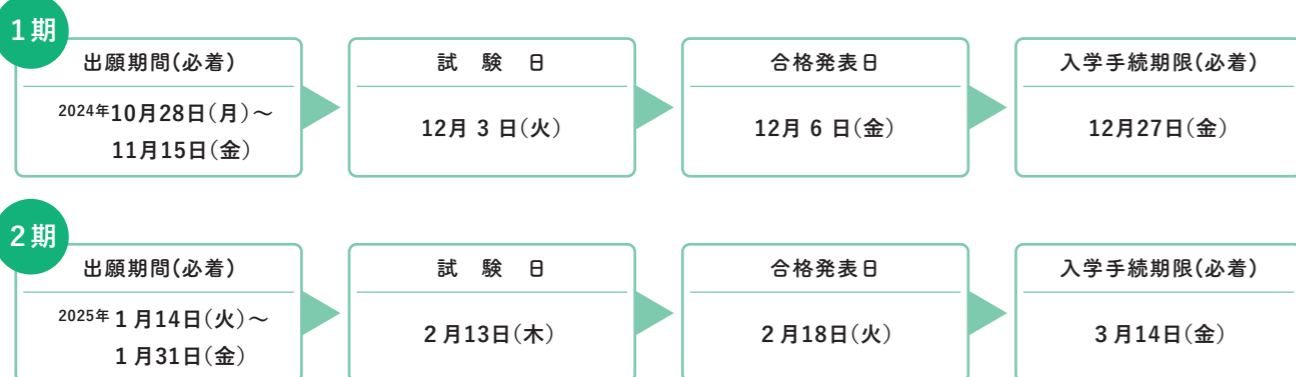 1期
出願期間(必着)
2024年10月28日(月)～
11月15日(金)
試 験 日
12月 3 日(火)
合格発表日
12月 6 日(金)
入学手続期限(必着)
12月27日(金)
2期
出願期間(必着)
2025年 1月14日(火)～
1月31日(金)
試 験 日
2月13日(木)
合格発表日
2月18日(火)
入学手続期限(必着)
3月14日(金)